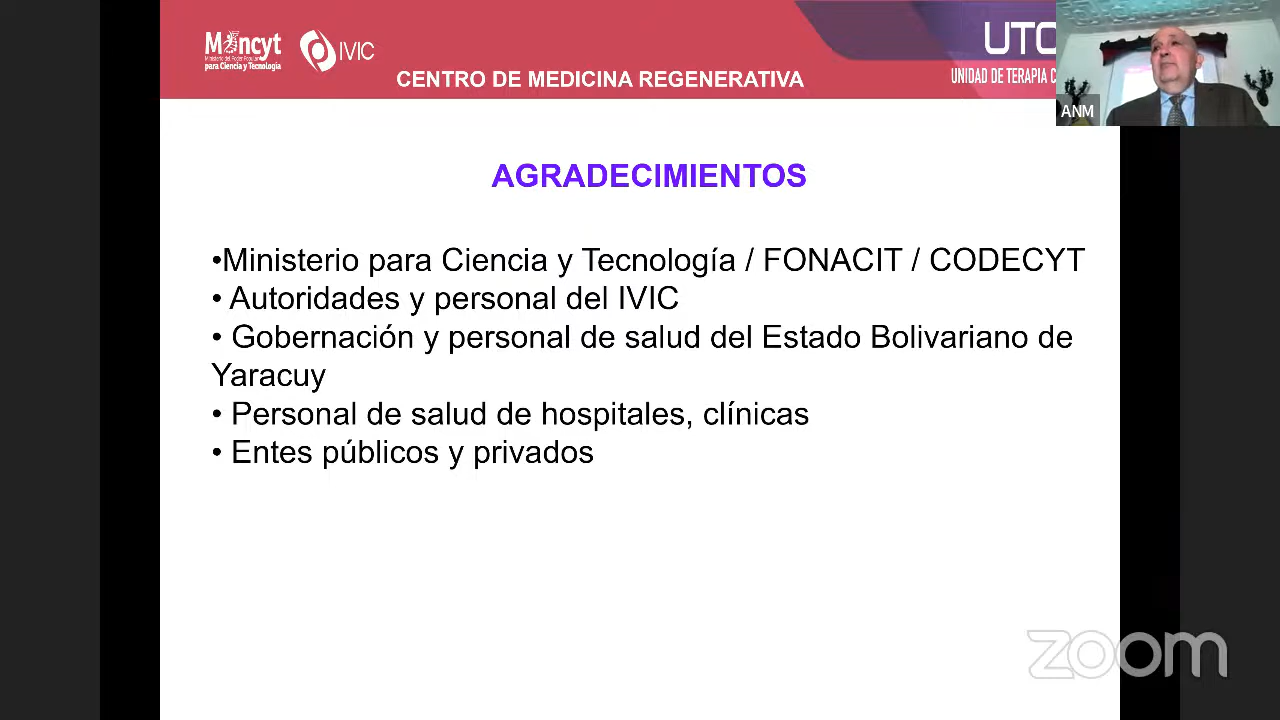 Mincyt
Ministerio del Poder Popular
para Ciencia y Tecnología
IVIC
CENTRO DE MEDICINA REGENERATIVA
UTC
UNIDAD DE TERAPIA C
ANM
AGRADECIMIENTOS
•Ministerio para Ciencia y Tecnología / FONACIT / CODECYT
• Autoridades y personal del IVIC
• Gobernación y personal de salud del Estado Bolivariano de
Yaracuy
• Personal de salud de hospitales, clínicas
• Entes públicos y privados
zoom